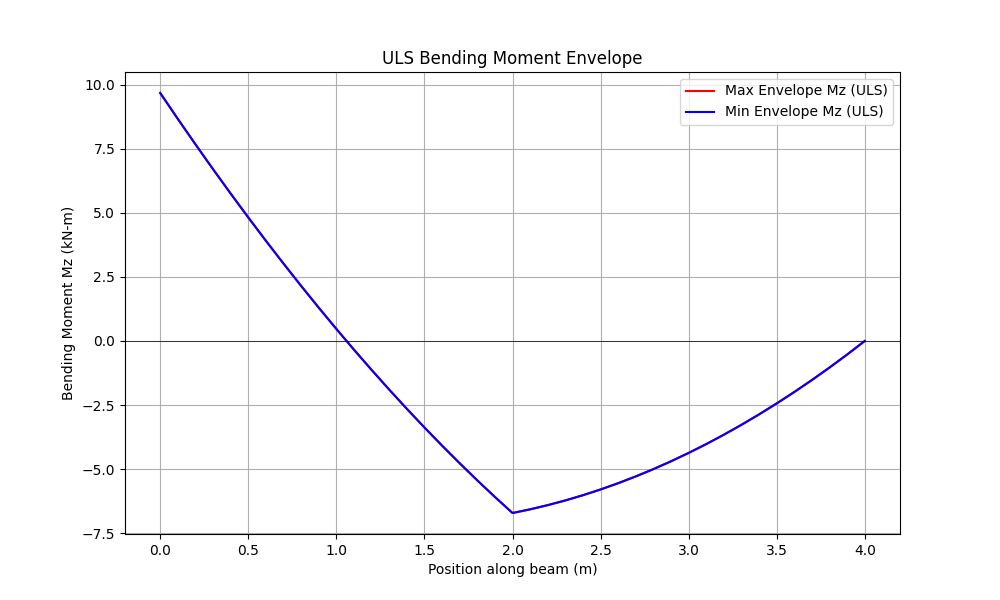 ULS Bending Moment Envelope
Max Envelope Mz (ULS)
Min Envelope Mz (ULS)
Bending Moment Mz (kN-m)
10.0
7.5
5.0
2.5
0.0
−2.5
−5.0
−7.5
0.0 0.5 1.0 1.5 2.0 2.5 3.0 3.5 4.0
Position along beam (m)